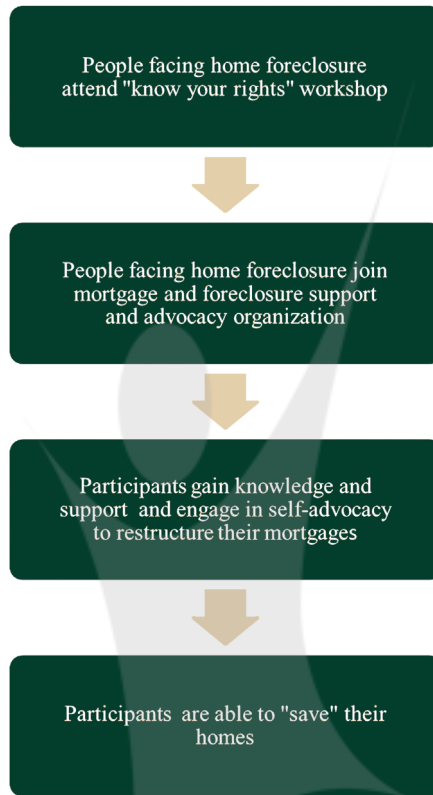 People facing home foreclosure
attend "know your rights" workshop
People facing home foreclosure join
mortgage and foreclosure support
and advocacy organization
Participants gain knowledge and
support and engage in self-advocacy
to restructure their mortgages
Participants are able to "save" their
homes